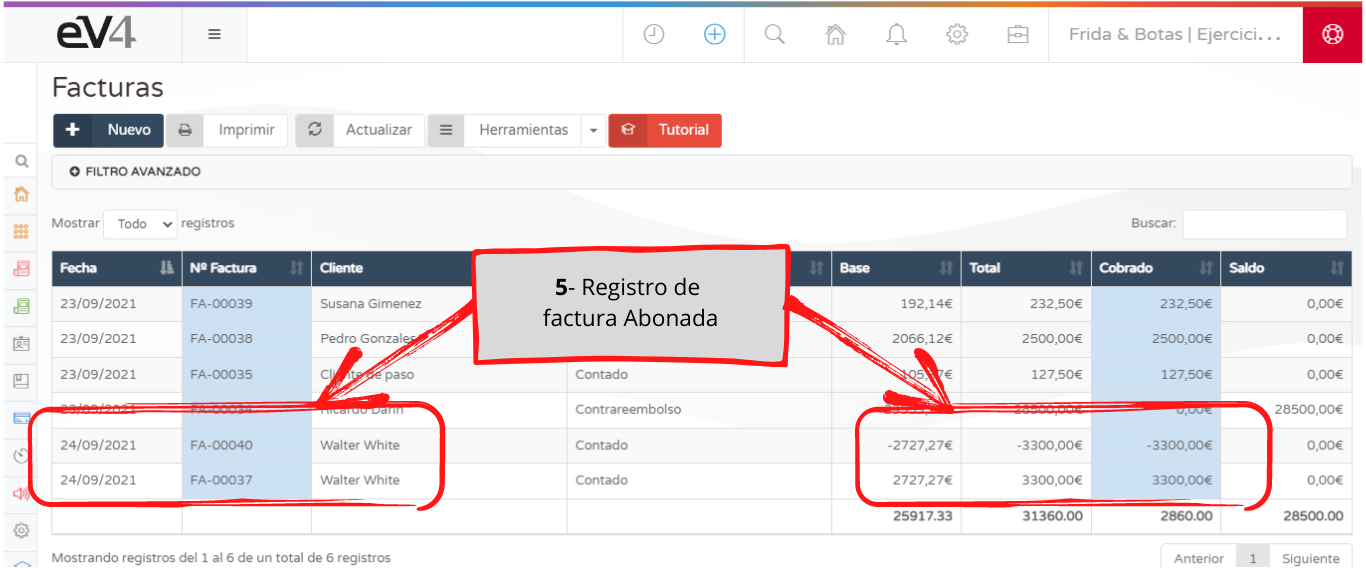 eV4
Frida & Botas | Ejercici...
Facturas
Nuevo Imprimir Actualizar Herramientas Tutorial
FILTRO AVANZADO
Mostrar Todo registros Buscar:
Fecha Nº Factura Cliente Base Total Cobrado Saldo
5- Registro de
factura Abonada
23/09/2021 FA-00039 Susana Gimenez 192,14€ 232,50€ 232,50€ 0,00€
23/09/2021 FA-00038 Pedro Gonzales 2066,12€ 2500,00€ 2500,00€ 0,00€
23/09/2021 FA-00035 Cliente de paso Contado 127,50€ 127,50€ 0,00€
23/09/2021 FA-00034 Ricardo Darin Contrareembolso 28500,00€ 0,00€ 28500,00€
24/09/2021 FA-00040 Walter White Contado -2727,27€ -3300,00€ -3300,00€ 0,00€
24/09/2021 FA-00037 Walter White Contado 2727,27€ 3300,00€ 3300,00€ 0,00€
25917.33 31360.00 2860.00 28500.00
Mostrando registros del 1 al 6 de un total de 6 registros
Anterior 1 Siguiente